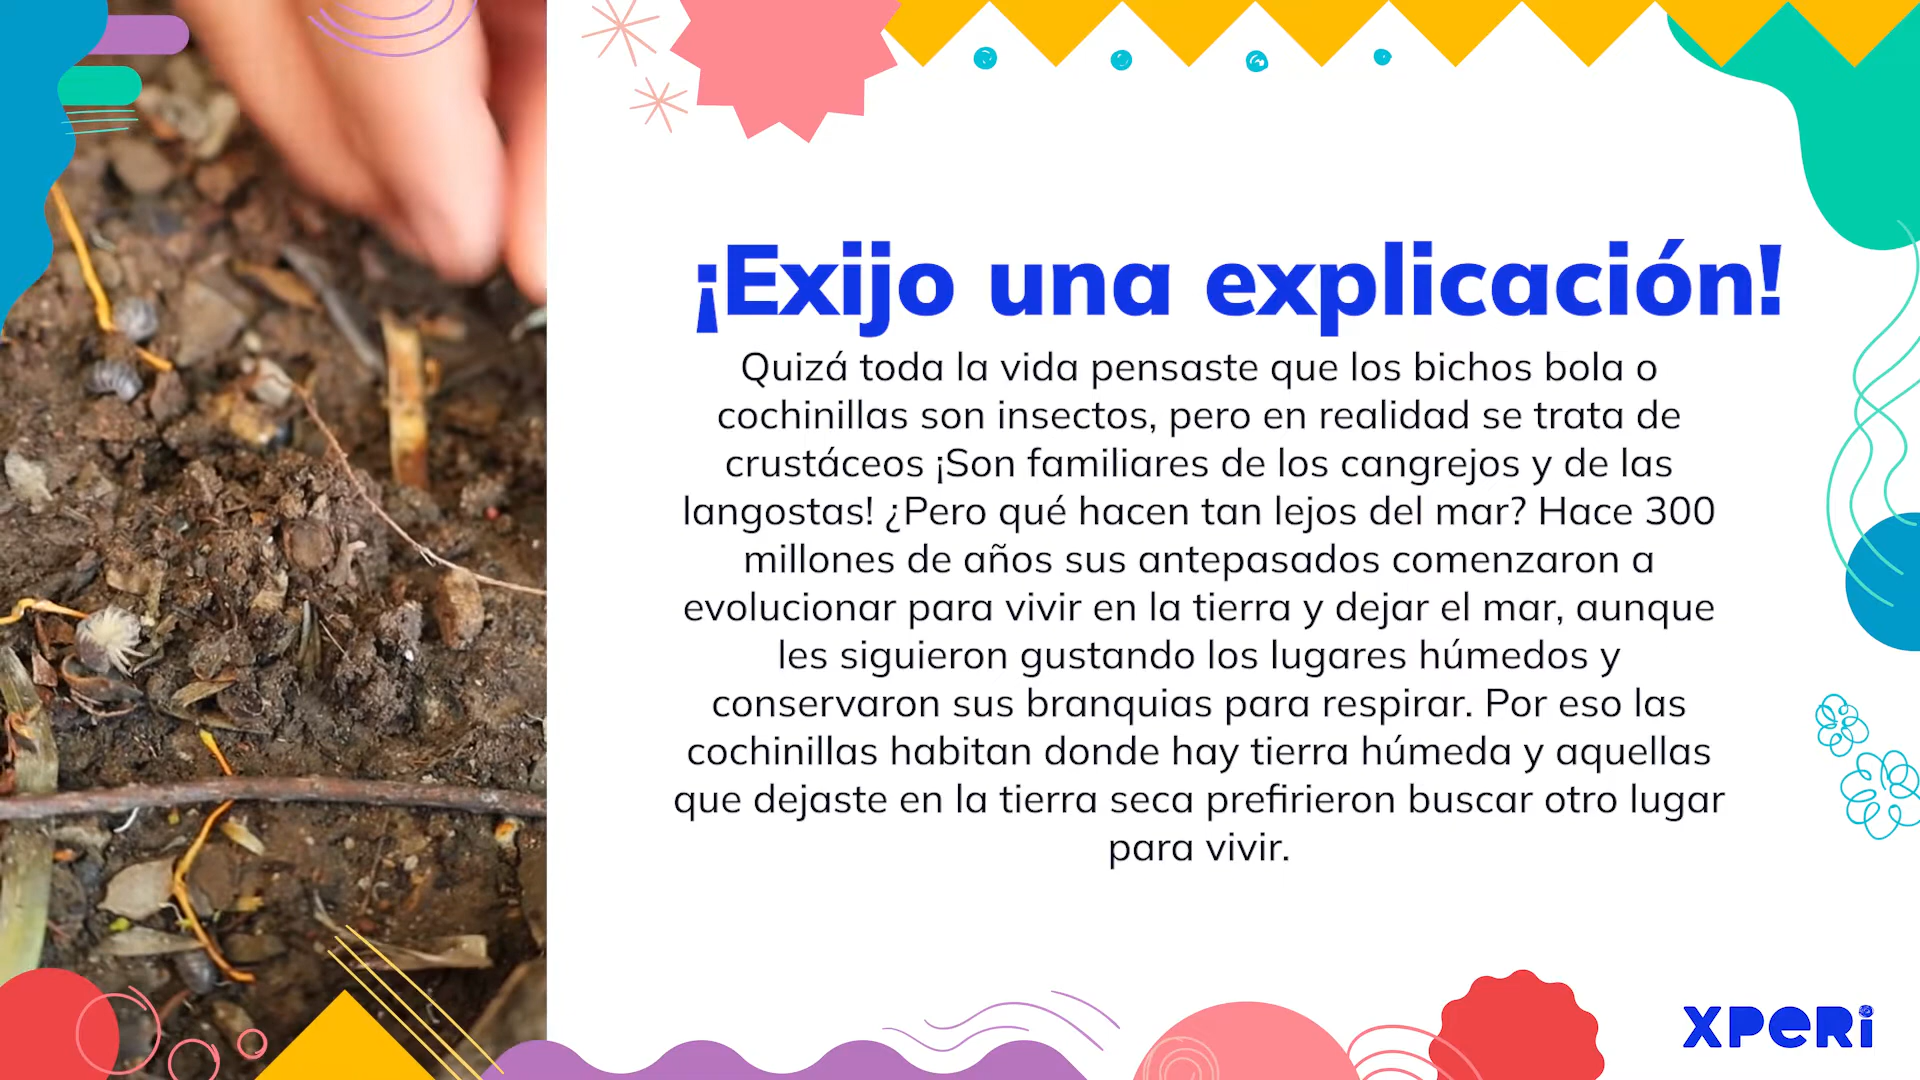 ¡Exijo una explicación!
Quizá toda la vida pensaste que los bichos bola o
cochinillas son insectos, pero en realidad se trata de
crustáceos ¡Son familiares de los cangrejos y de las
langostas! ¿Pero qué hacen tan lejos del mar? Hace 300
millones de años sus antepasados comenzaron a
evolucionar para vivir en la tierra y dejar el mar, aunque
les siguieron gustando los lugares húmedos y
conservaron sus branquias para respirar. Por eso las
cochinillas habitan donde hay tierra húmeda y aquellas
que dejaste en la tierra seca prefirieron buscar otro lugar
para vivir.
XPERi